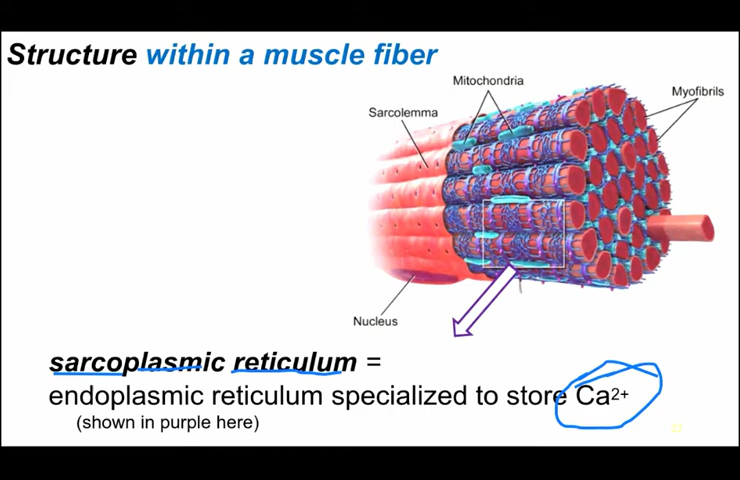 Structure within a muscle fiber
Mitochondria
Myofibrils
Sarcolemma
Nucleus
sarcoplasmic reticulum =
endoplasmic reticulum specialized to store Ca2+
(shown in purple here)